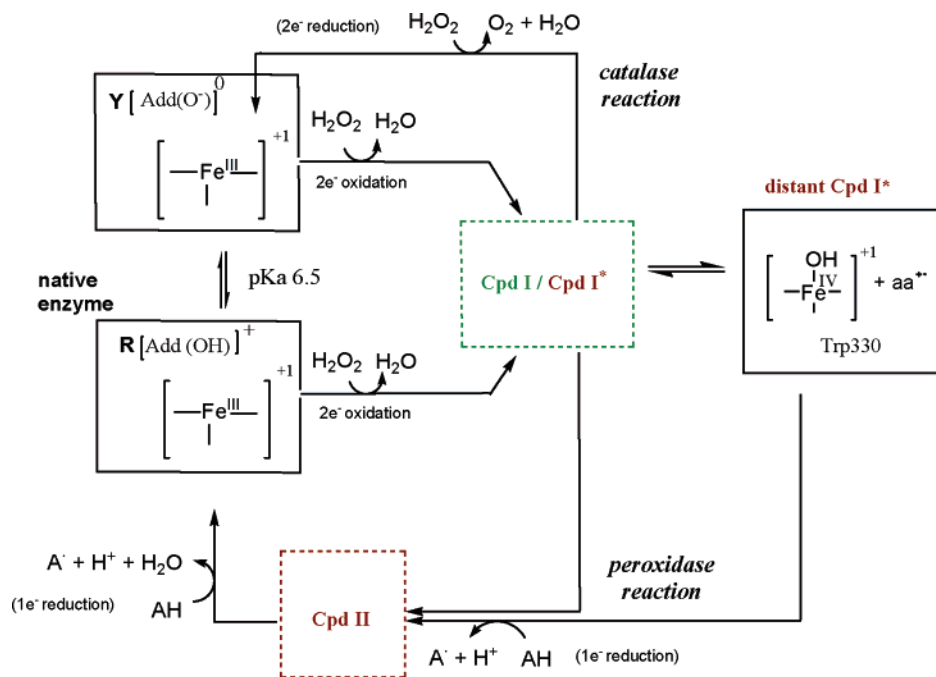 (2e⁻ reduction) H₂O₂ O₂ + H₂O
catalase
reaction
Y [ Add(O⁻)]⁰
[ Feᴵᴵᴵ ]⁺¹
H₂O₂ H₂O
2e⁻ oxidation
distant Cpd I*
native
enzyme
pKa 6.5
Cpd I / Cpd I*
OH
[ Feᴵⱽ ]⁺¹ + aa⁺·
Trp330
R [Add (OH) ]⁺
[ Feᴵᴵᴵ ]⁺¹
H₂O₂ H₂O
2e⁻ oxidation
A· + H⁺ + H₂O
(1e⁻ reduction) AH
Cpd II
peroxidase
reaction
A· + H⁺ AH (1e⁻ reduction)